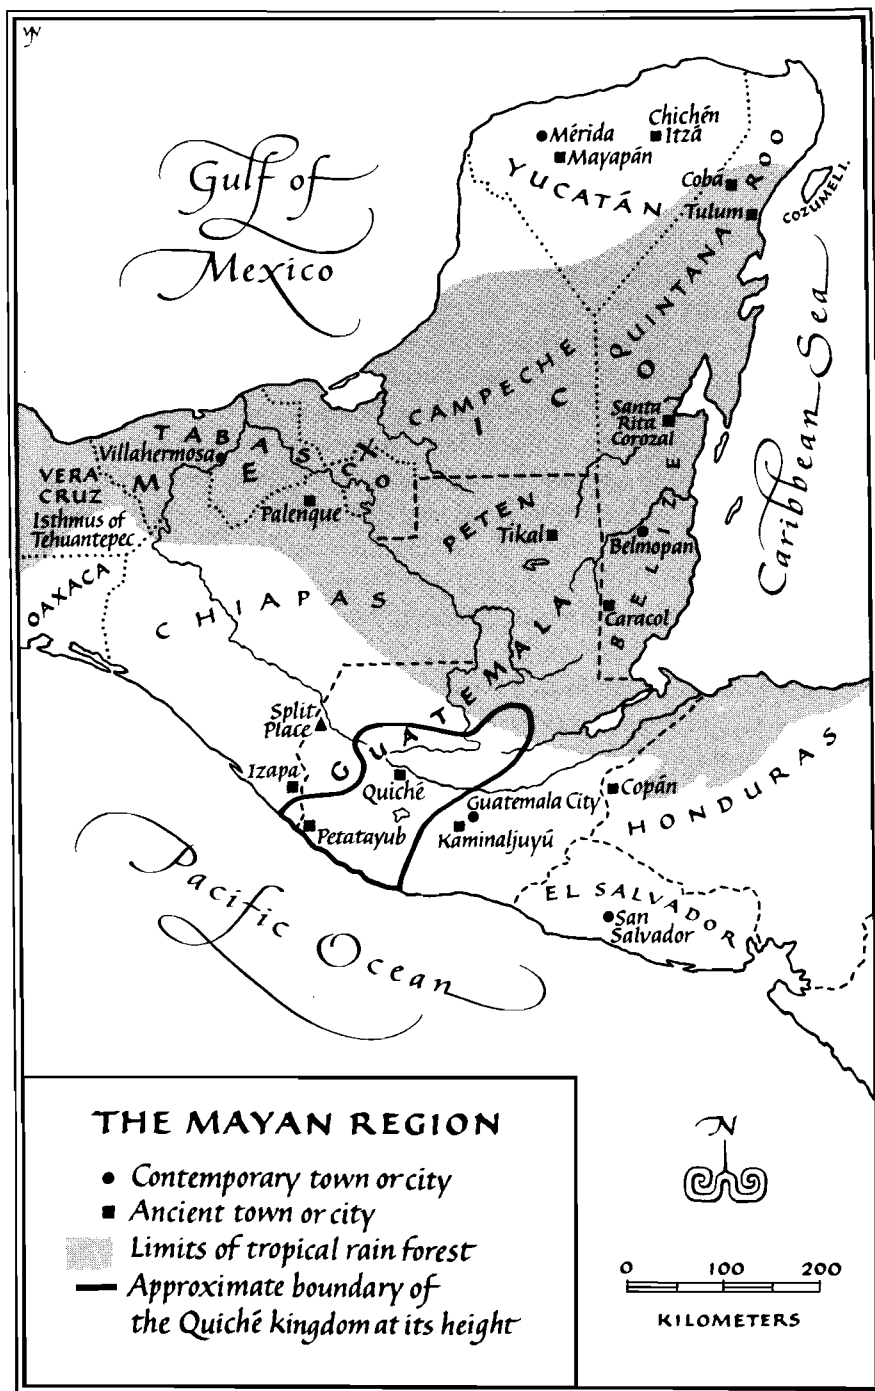 Gulf of
Mexico
Mérida
Chichén
Itzá
Mayapán
YUCATÁN
Cobá
Tulum
COZUMEL I.
QUINTANA ROO
Caribbean Sea
CAMPECHE
MEXICO
Santa
Rita
Corozal
TABASCO
Villahermosa
VERA
CRUZ
Isthmus of
Tehuantepec
Palenque
PETEN
Tikal
Belmopan
BELIZE
OAXACA
CHIAPAS
Caracol
GUATEMALA
Split
Place
Izapa
Quiché
Guatemala City
Copán
HONDURAS
Petatayub
Kaminaljuyú
EL SALVADOR
San
Salvador
Pacific Ocean
THE MAYAN REGION
Contemporary town or city
Ancient town or city
Limits of tropical rain forest
Approximate boundary of
the Quiché kingdom at its height
N
0 100 200
KILOMETERS